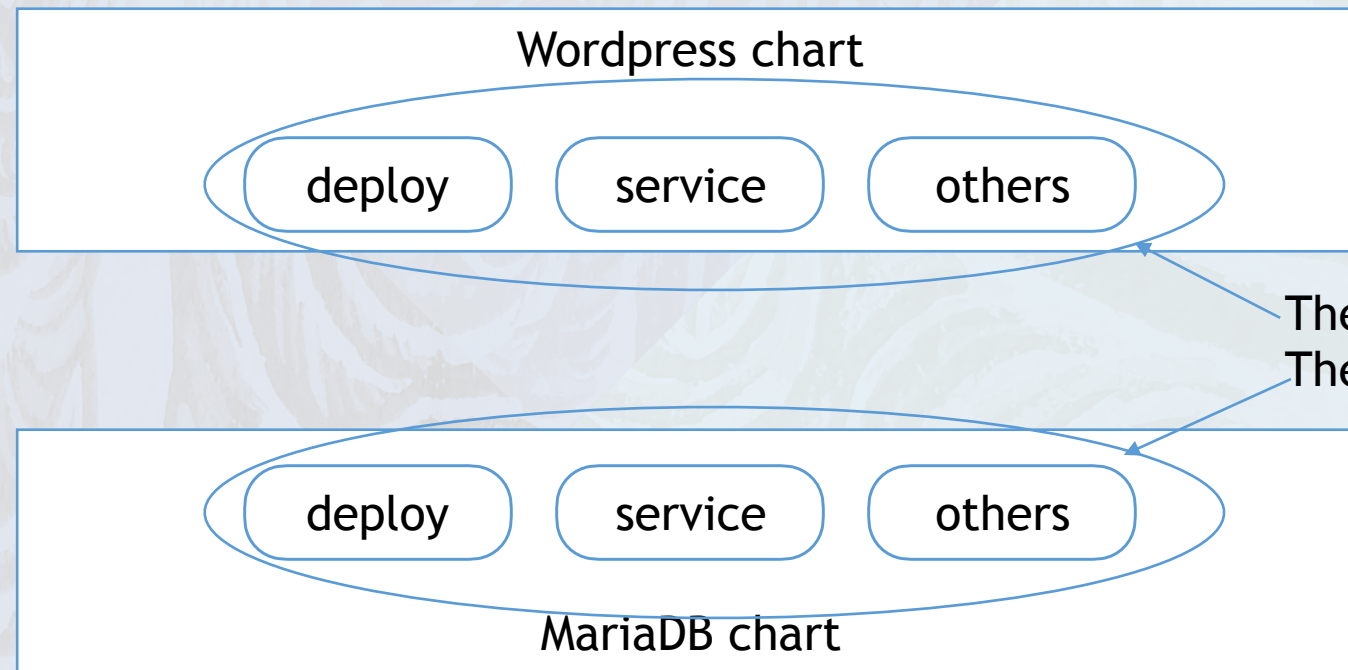 Wordpress chart
deploy
service
others
The
The
deploy
service
others
MariaDB chart